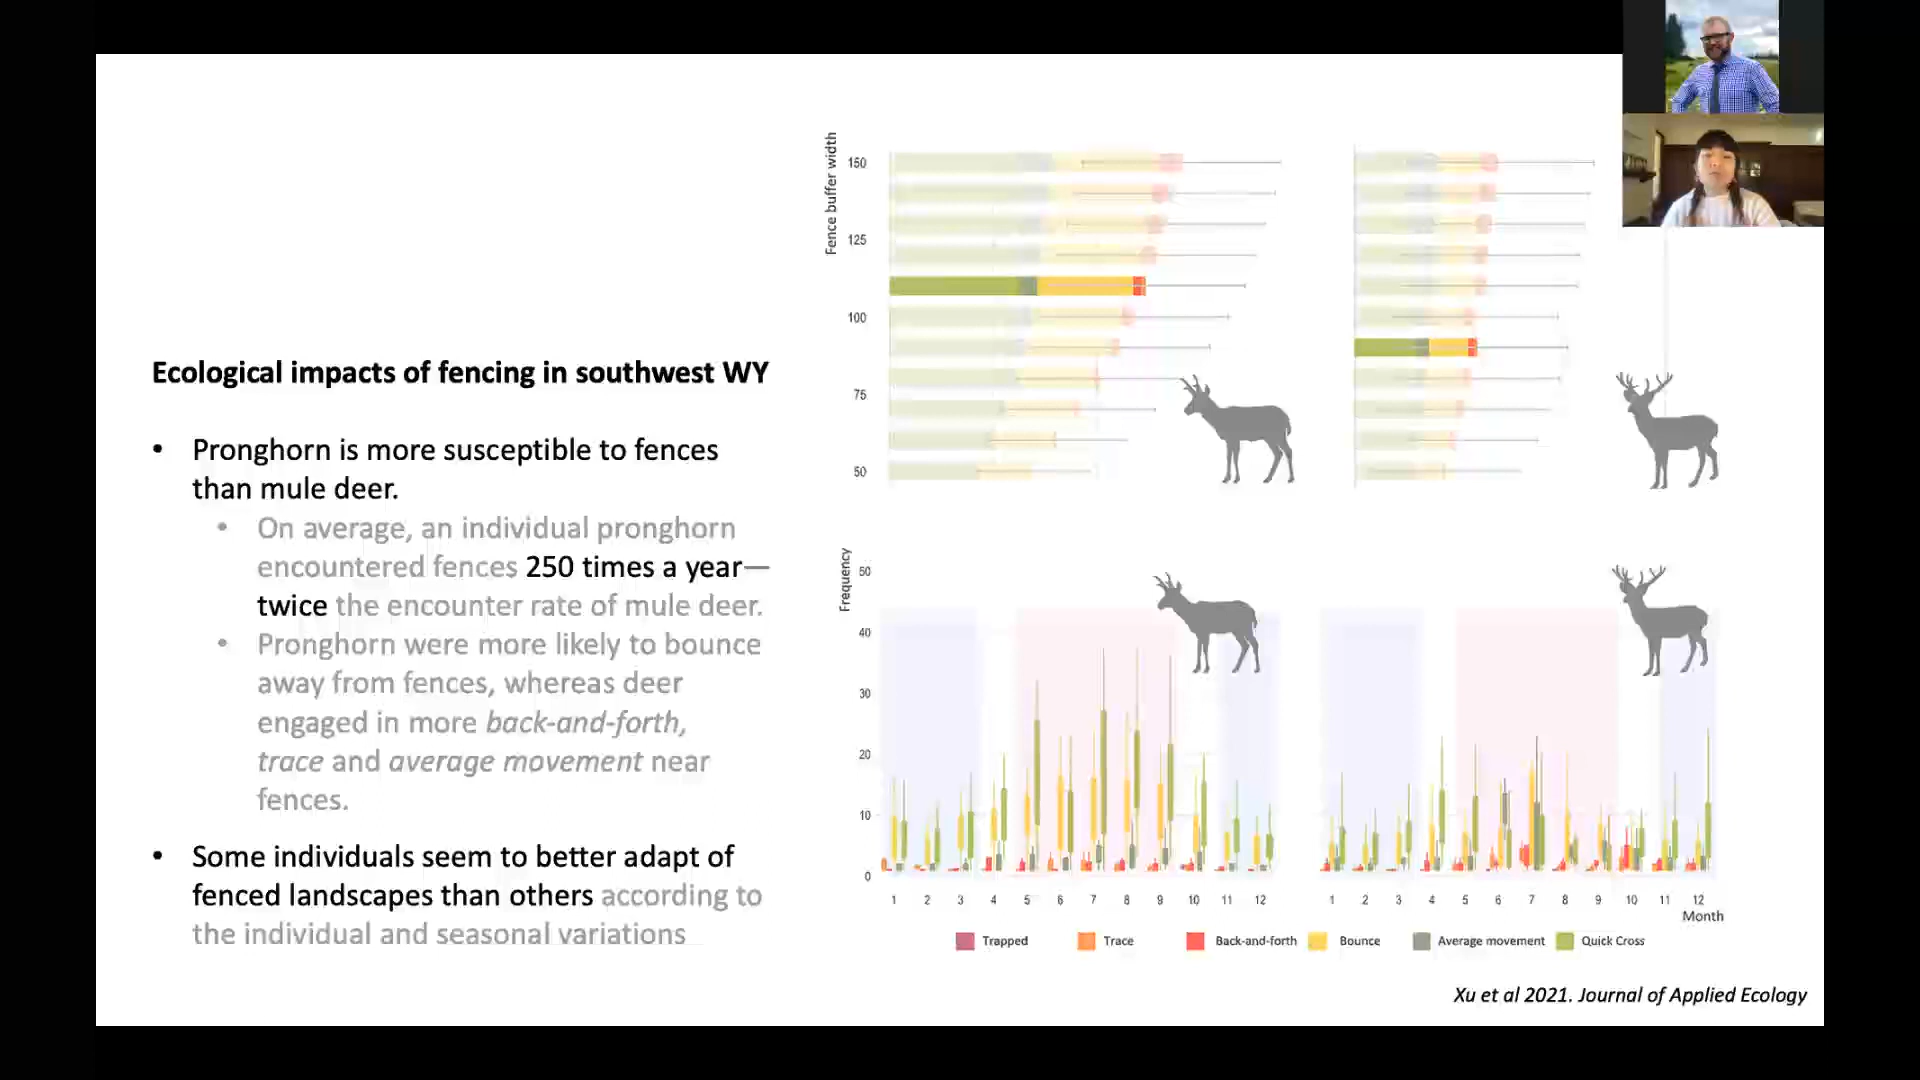 Ecological impacts of fencing in southwest WY
• Pronghorn is more susceptible to fences
than mule deer.
• On average, an individual pronghorn
encountered fences 250 times a year—
twice the encounter rate of mule deer.
• Pronghorn were more likely to bounce
away from fences, whereas deer
engaged in more back-and-forth,
trace and average movement near
fences.
• Some individuals seem to better adapt of
fenced landscapes than others according to
the individual and seasonal variations
Fence buffer width
150
125
100
75
50
Frequency
50
40
30
20
10
0
1 2 3 4 5 6 7 8 9 10 11 12
1 2 3 4 5 6 7 8 9 10 11 12
Month
Trapped Trace Back-and-forth Bounce Average movement Quick Cross
Xu et al 2021. Journal of Applied Ecology